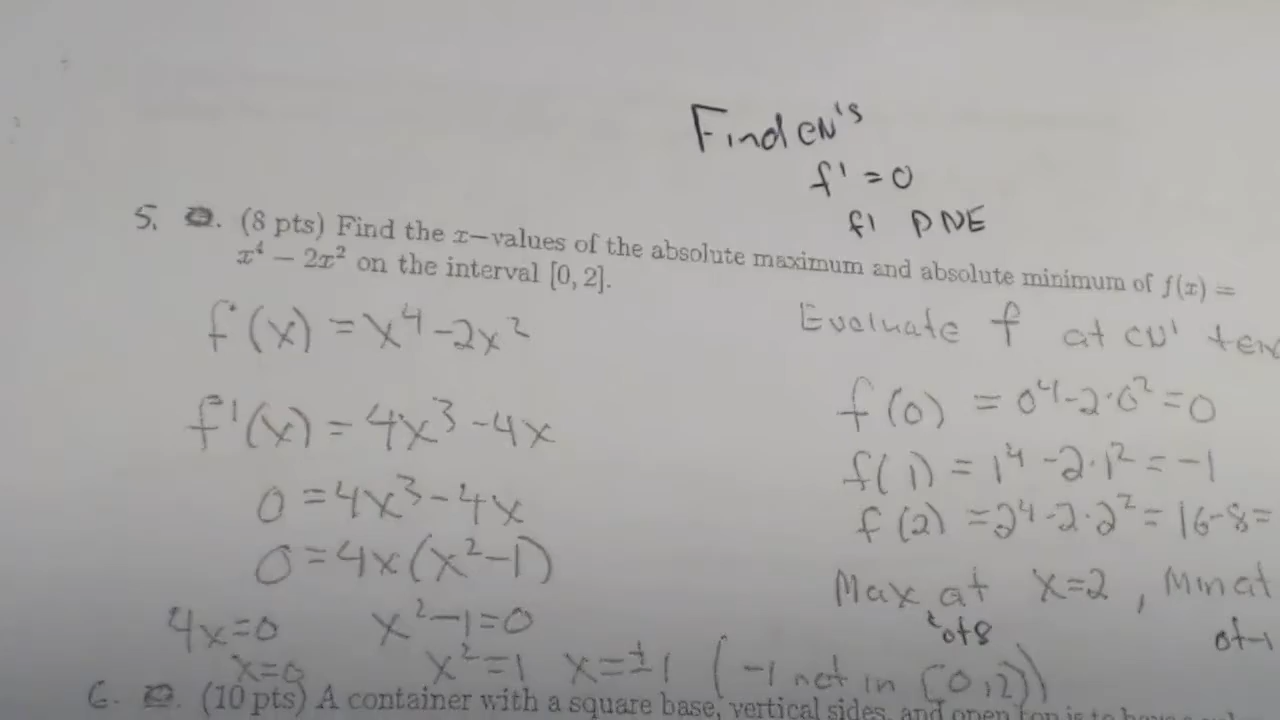 Find CN's
f' = 0
f' DNE
5. (8 pts) Find the x–values of the absolute maximum and absolute minimum of f(x) =
x⁴ − 2x² on the interval [0, 2].
f(x) = x⁴ - 2x²
f'(x) = 4x³ - 4x
0 = 4x³ - 4x
0 = 4x(x² - 1)
4x = 0 x² - 1 = 0
x = 0 x² = 1 x = ±1 (-1 not in [0,2])
Evaluate f at CN'
f(0) = 0⁴ - 2·0² = 0
f(1) = 1⁴ - 2·1² = -1
f(2) = 2⁴ - 2·2² = 16 - 8 =
Max at x = 2, Min at
of 8 of -1
6. (10 pts) A container with a square base, vertical sides, and open top is to have